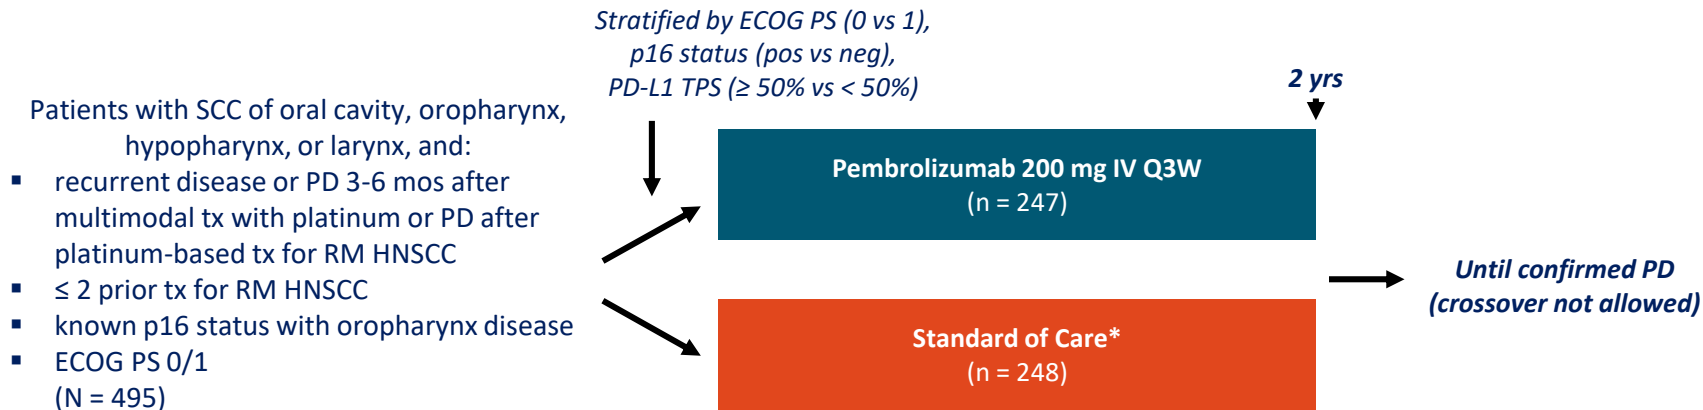 Stratified by ECOG PS (0 vs 1),
p16 status (pos vs neg),
PD-L1 TPS (≥ 50% vs < 50%)
2 yrs
Patients with SCC of oral cavity, oropharynx,
hypopharynx, or larynx, and:
▪ recurrent disease or PD 3-6 mos after
multimodal tx with platinum or PD after
platinum-based tx for RM HNSCC
▪ ≤ 2 prior tx for RM HNSCC
▪ known p16 status with oropharynx disease
▪ ECOG PS 0/1
(N = 495)
Pembrolizumab 200 mg IV Q3W
(n = 247)
Standard of Care*
(n = 248)
Until confirmed PD
(crossover not allowed)